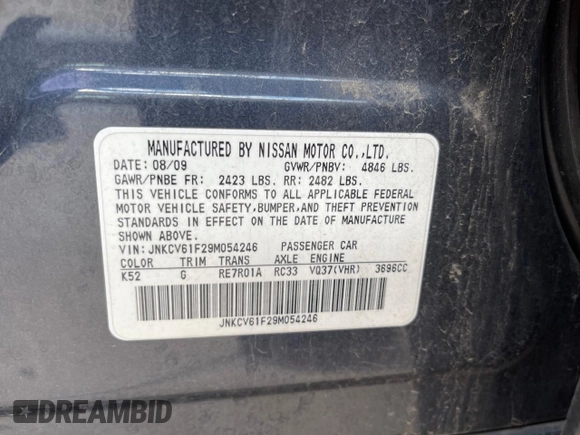 MANUFACTURED BY NISSAN MOTOR CO.,LTD.
DATE: 08/09 GVWR/PNBV: 4846 LBS.
GAWR/PNBE FR: 2423 LBS. RR: 2482 LBS.
THIS VEHICLE CONFORMS TO ALL APPLICABLE FEDERAL
MOTOR VEHICLE SAFETY, BUMPER, AND THEFT PREVENTION
STANDARDS IN EFFECT ON THE DATE OF MANUFACTURE
SHOWN ABOVE.
VIN: JNKCV61F29M054246 PASSENGER CAR
COLOR TRIM TRANS AXLE ENGINE
K52 G RE7R01A RC33 VQ37(VHR) 3696CC
JNKCV61F29M054246
DREAMBID